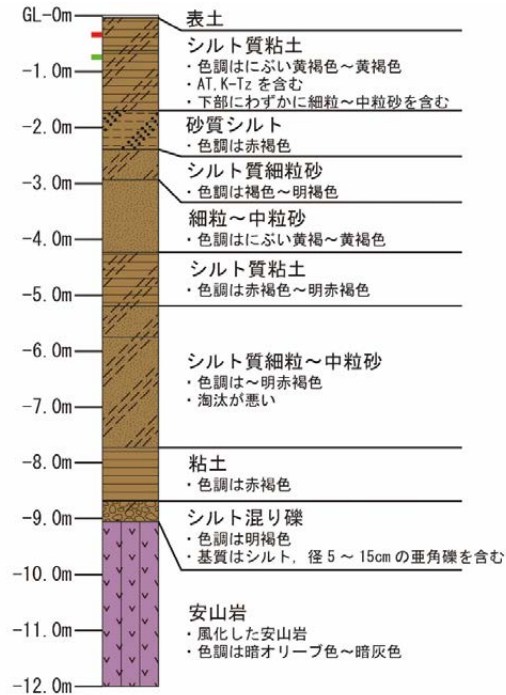 GL-0m
-1.0m
-2.0m
-3.0m
-4.0m
-5.0m
-6.0m
-7.0m
-8.0m
-9.0m
-10.0m
-11.0m
-12.0m
表土
シルト質粘土
・色調はにぶい黄褐色～黄褐色
・AT,K-Tz を含む
・下部にわずかに細粒～中粒砂を含む
砂質シルト
・色調は赤褐色
シルト質細粒砂
・色調は褐色～明褐色
細粒～中粒砂
・色調はにぶい黄褐～黄褐色
シルト質粘土
・色調は赤褐色～明赤褐色
シルト質細粒～中粒砂
・色調は～明赤褐色
・淘汰が悪い
粘土
・色調は赤褐色
シルト混り礫
・色調は明褐色
・基質はシルト，径 5 ～ 15cm の亜角礫を含む
安山岩
・風化した安山岩
・色調は暗オリーブ色～暗灰色